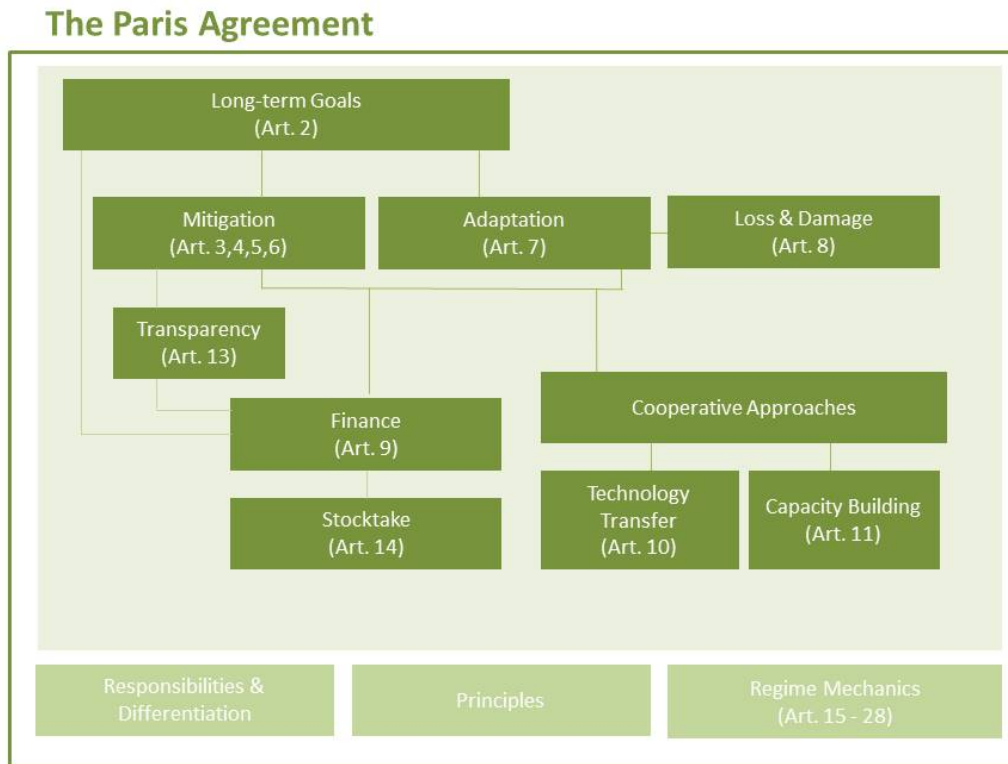 The Paris Agreement
Long-term Goals
(Art. 2)
Mitigation
(Art. 3,4,5,6)
Adaptation
(Art. 7)
Loss & Damage
(Art. 8)
Transparency
(Art. 13)
Finance
(Art. 9)
Cooperative Approaches
Stocktake
(Art. 14)
Technology
Transfer
(Art. 10)
Capacity Building
(Art. 11)
Responsibilities &
Differentiation
Principles
Regime Mechanics
(Art. 15 - 28)